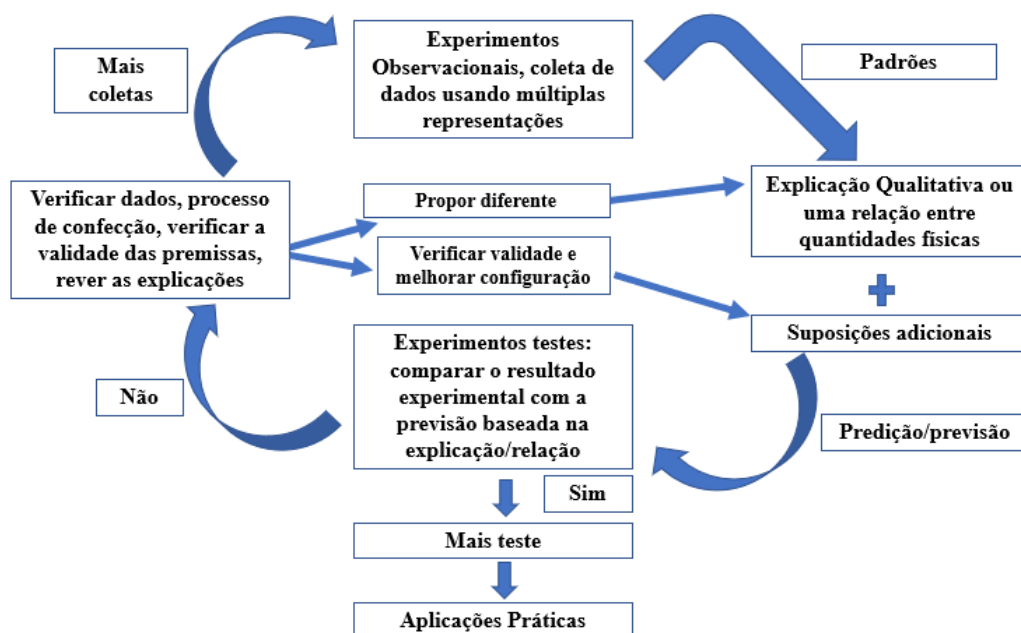 Mais
coletas
Experimentos
Observacionais, coleta de
dados usando múltiplas
representações
Padrões
Verificar dados, processo
de confecção, verificar a
validade das premissas,
rever as explicações
Propor diferente
Verificar validade e
melhorar configuração
Explicação Qualitativa ou
uma relação entre
quantidades físicas
Suposições adicionais
Não
Experimentos testes:
comparar o resultado
experimental com a
previsão baseada na
explicação/relação
Predição/previsão
Sim
Mais teste
Aplicações Práticas